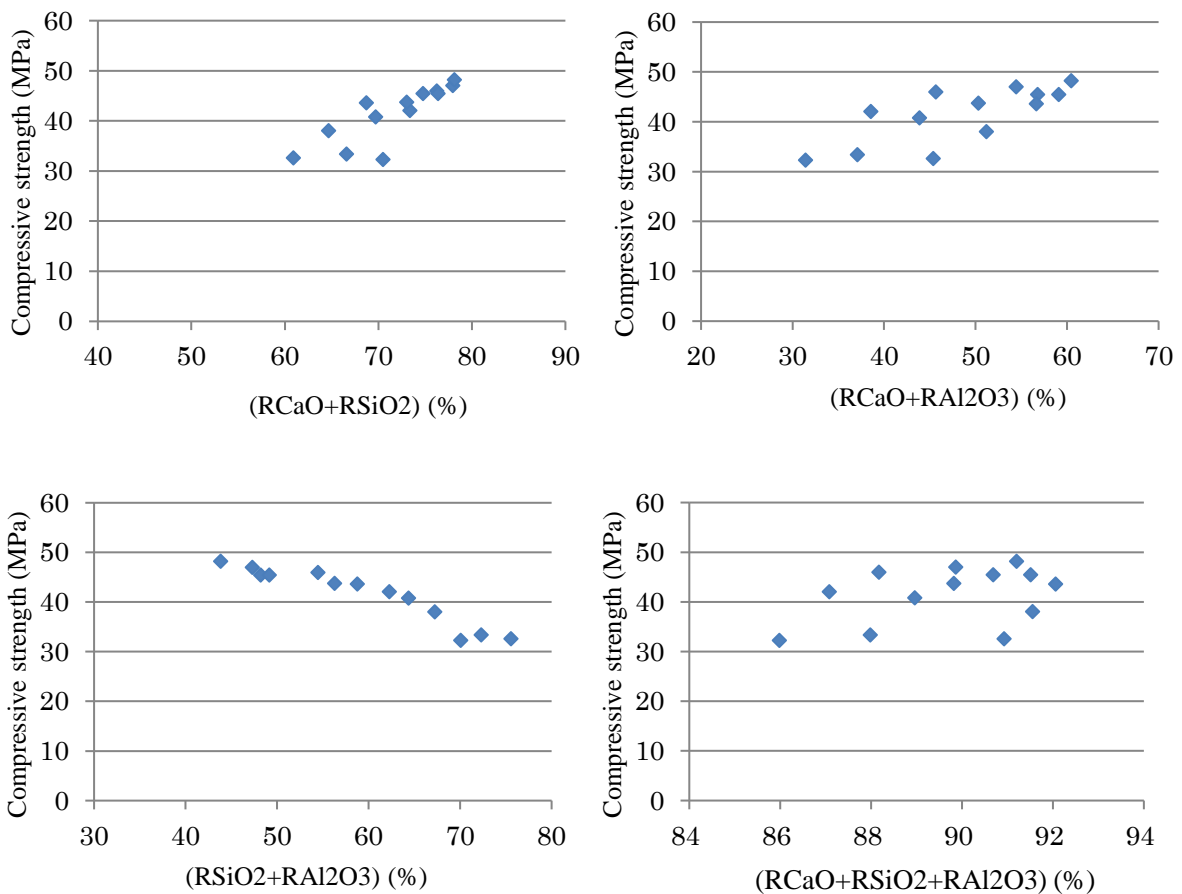 Compressive strength (MPa)
60
50
40
30
20
10
0
40 50 60 70 80 90
(RCaO+RSiO2) (%)
Compressive strength (MPa)
60
50
40
30
20
10
0
20 30 40 50 60 70
(RCaO+RAl2O3) (%)
Compressive strength (MPa)
60
50
40
30
20
10
0
30 40 50 60 70 80
(RSiO2+RAl2O3) (%)
Compressive strength (MPa)
60
50
40
30
20
10
0
84 86 88 90 92 94
(RCaO+RSiO2+RAl2O3) (%)